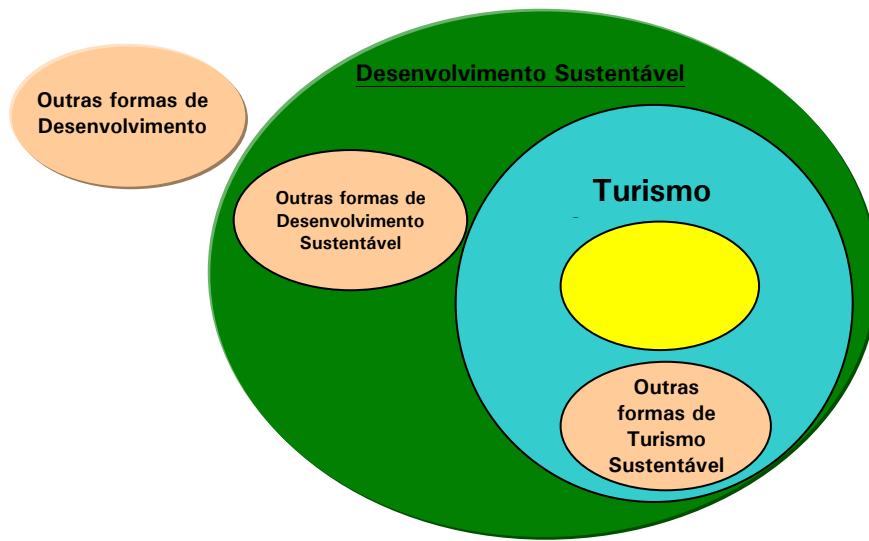 Desenvolvimento Sustentável
Outras formas de
Desenvolvimento
Outras formas de
Desenvolvimento
Sustentável
Turismo
Outras
formas de
Turismo
Sustentável